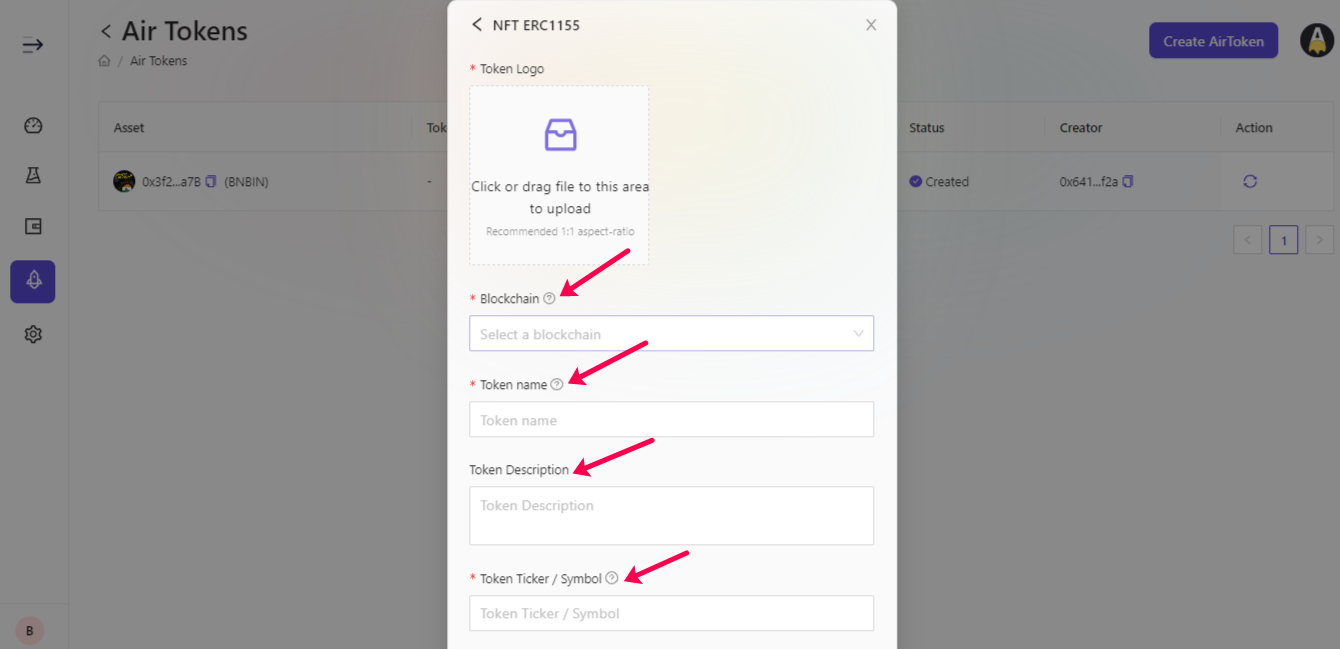 Air Tokens
/ Air Tokens
Create AirToken
Asset
Tok
Status
Creator
Action
0x3f2...a7B (BNBIN)
-
Created
0x641...f2a
1
B
NFT ERC1155
* Token Logo
Click or drag file to this area
to upload
Recommended 1:1 aspect-ratio
* Blockchain
Select a blockchain
* Token name
Token name
Token Description
Token Description
* Token Ticker / Symbol
Token Ticker / Symbol